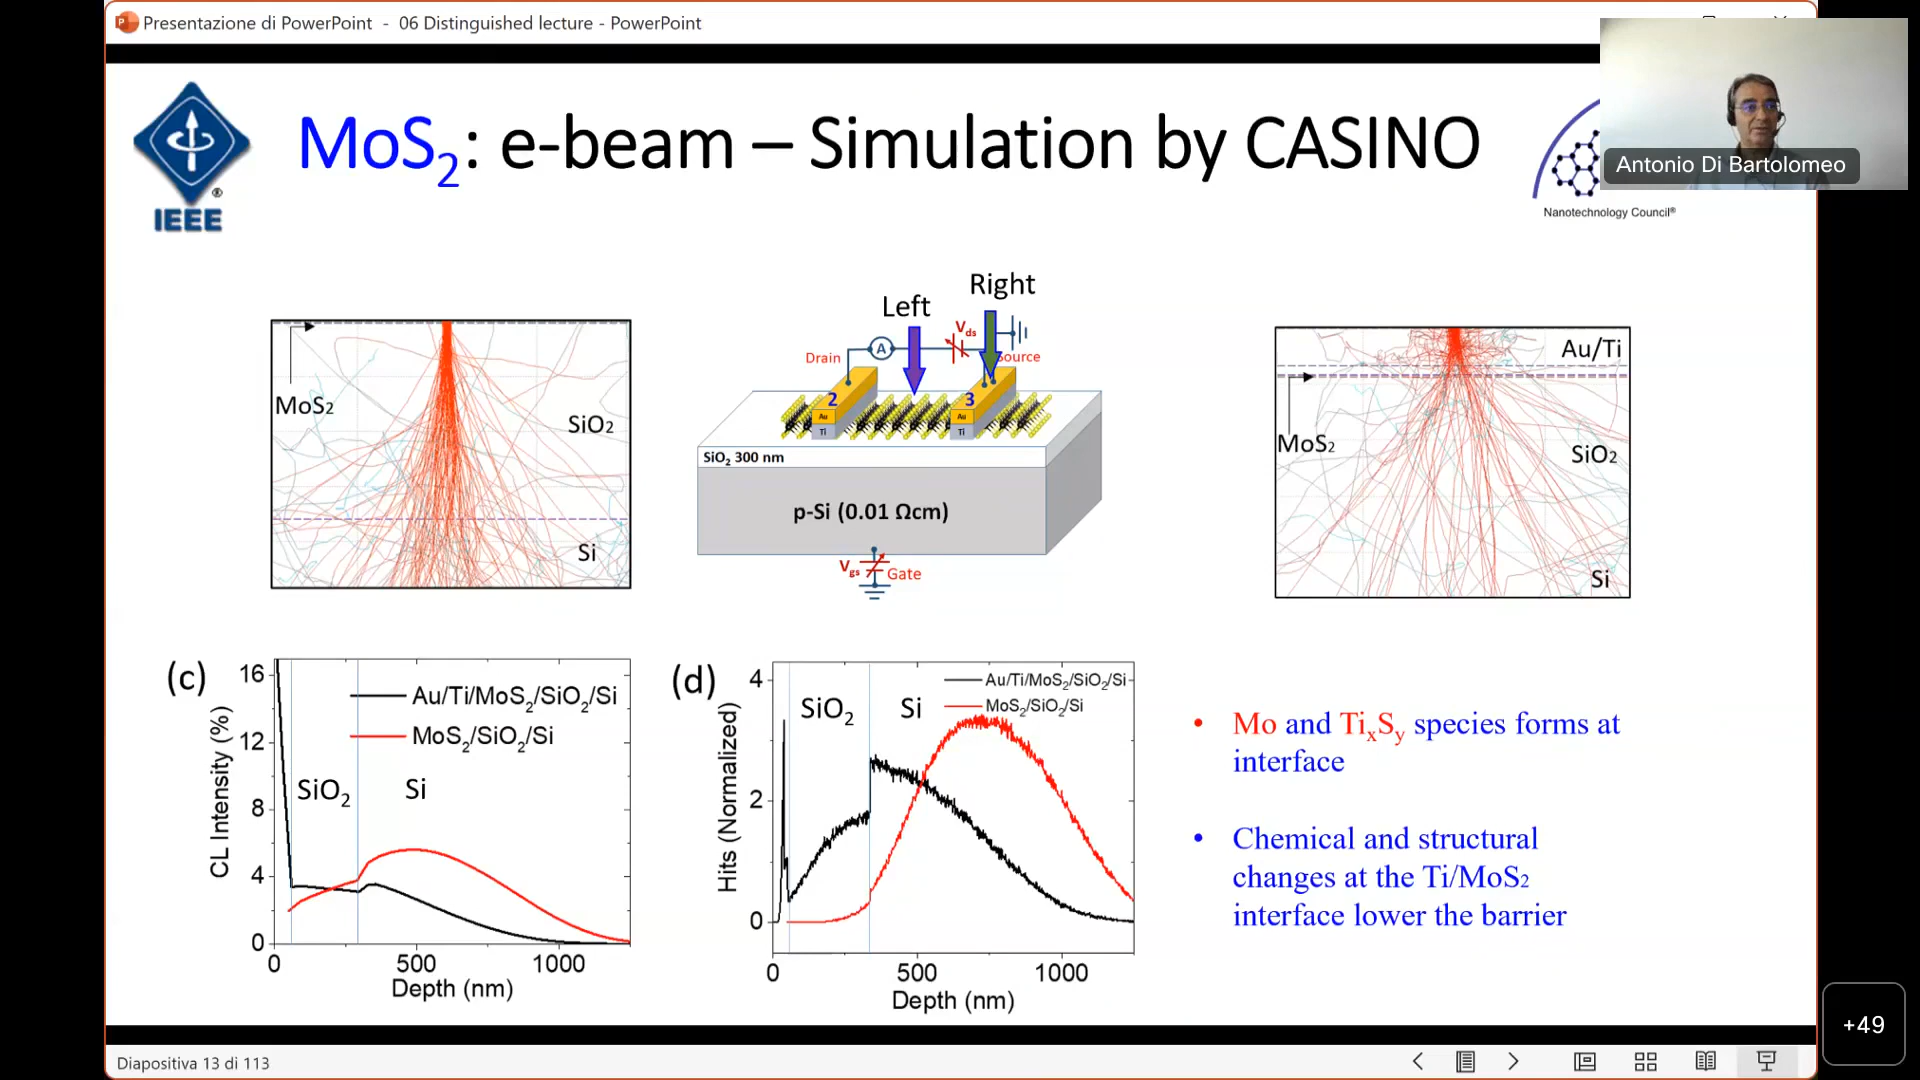 Presentazione di PowerPoint - 06 Distinguished lecture - PowerPoint
Antonio Di Bartolomeo
IEEE
®
MoS2: e-beam – Simulation by CASINO
Nanotechnology Council®
MoS2
SiO2
Si
Left
Right
Drain
A
Vds
Source
2
3
Au
Ti
Au
Ti
SiO2 300 nm
p-Si (0.01 Ωcm)
Vgs
Gate
Au/Ti
MoS2
SiO2
Si
(c)
CL Intensity (%)
16
12
8
4
0
Au/Ti/MoS2/SiO2/Si
MoS2/SiO2/Si
SiO2
Si
0
500
1000
Depth (nm)
(d)
Hits (Normalized)
4
2
0
Au/Ti/MoS2/SiO2/Si
MoS2/SiO2/Si
SiO2
Si
0
500
1000
Depth (nm)
• Mo and TixSy species forms at
interface
• Chemical and structural
changes at the Ti/MoS2
interface lower the barrier
+49
Diapositiva 13 di 113